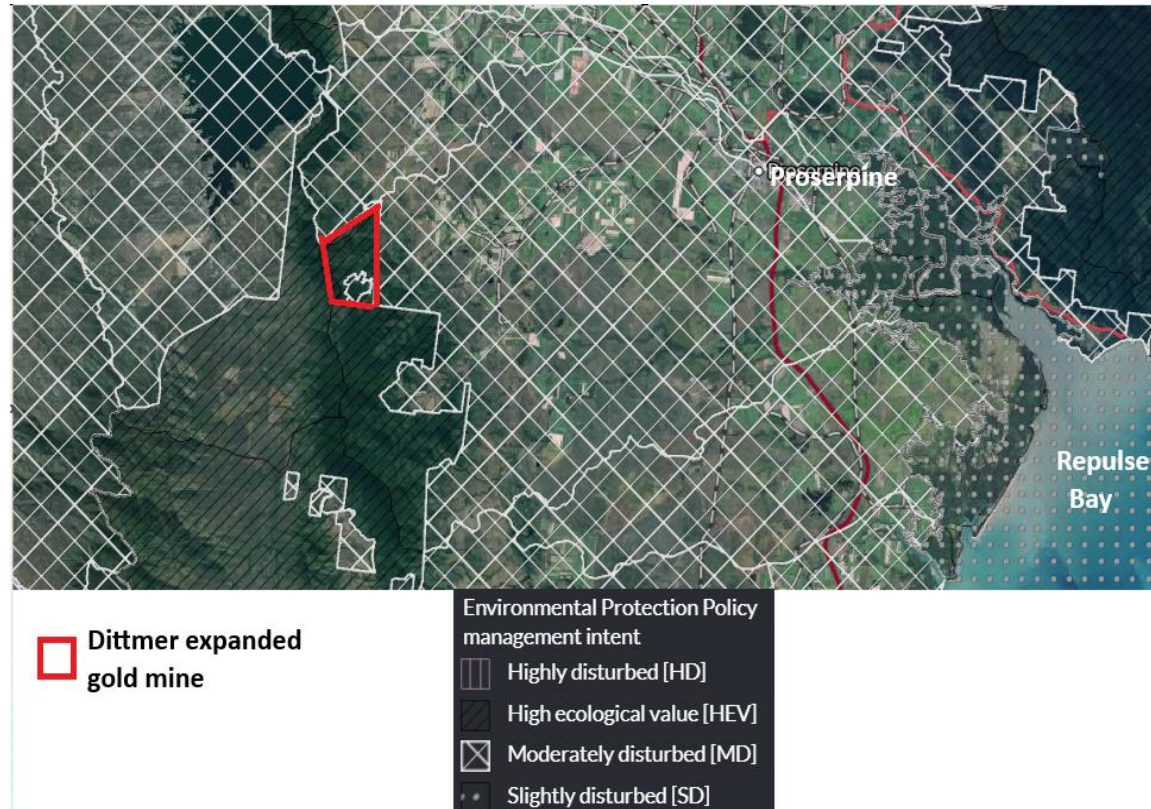 Proserpine
Proserpine
Repulse
Bay
Dittmer expanded
gold mine
Environmental Protection Policy
management intent
Highly disturbed [HD]
High ecological value [HEV]
Moderately disturbed [MD]
Slightly disturbed [SD]